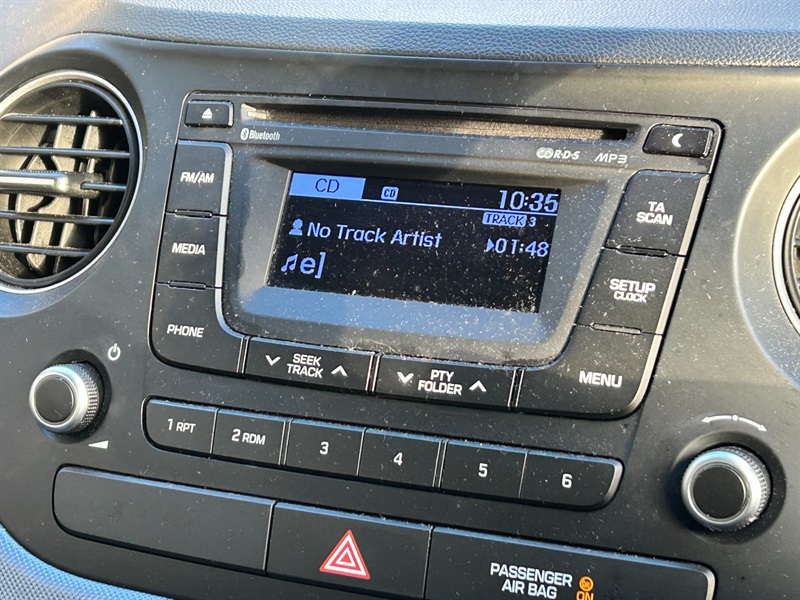 Bluetooth
R·D·S MP3
FM/AM
MEDIA
PHONE
CD CD 10:35
TRACK 3
No Track Artist 01:48
e]
TA
SCAN
SETUP
CLOCK
MENU
SEEK
TRACK
PTY
FOLDER
1 RPT 2 RDM 3 4 5 6
PASSENGER
AIR BAG ON